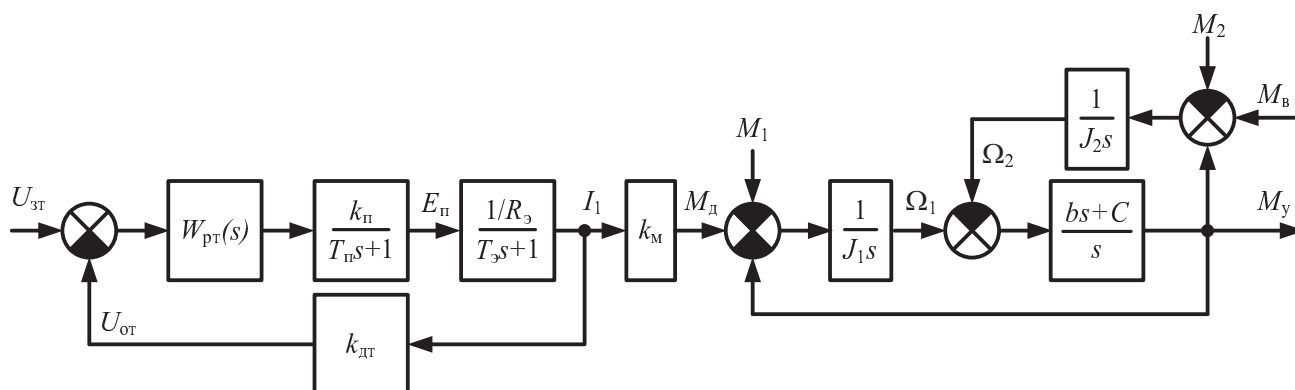 M₂
1
J₂s
Mв
M₁
Ω₂
Uзт
Wрт(s)
kп
Tпs+1
Eп
1/Rэ
Tэs+1
I₁
kм
Mд
1
J₁s
Ω₁
bs+C
s
Mу
Uот
kдт